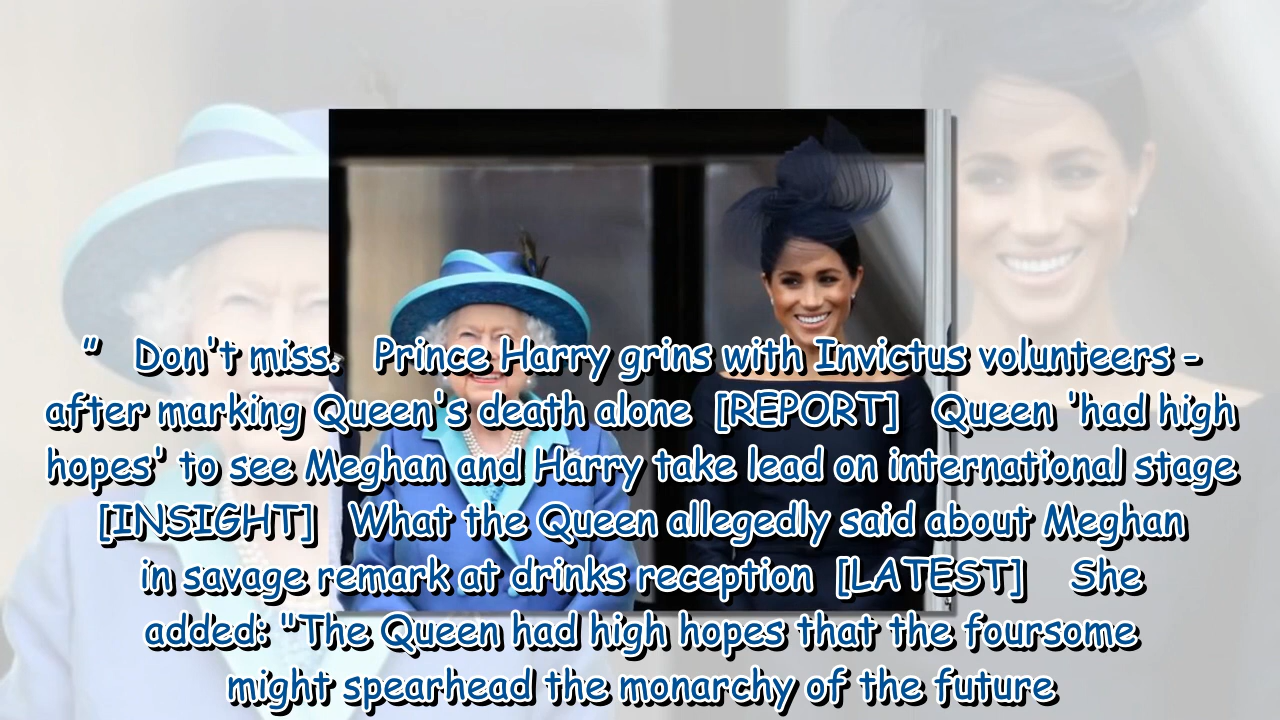 ” Don't miss: Prince Harry grins with Invictus volunteers -
after marking Queen's death alone [REPORT] Queen 'had high
hopes' to see Meghan and Harry take lead on international stage
[INSIGHT] What the Queen allegedly said about Meghan
in savage remark at drinks reception [LATEST] She
added: "The Queen had high hopes that the foursome
might spearhead the monarchy of the future